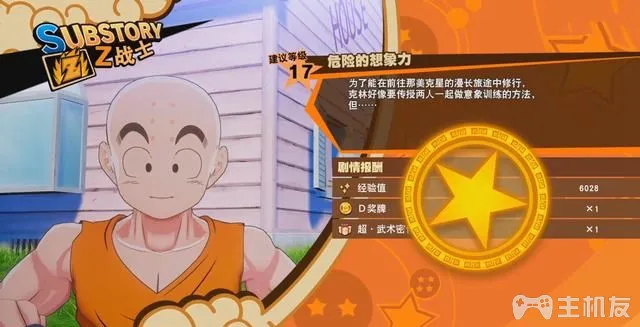 HOUSE
SUBSTORY
Z战士
建议等级
17
危险的想象力
为了能在前往那美克星的漫长旅途中修行，
克林好像要传授两人一起做意象训练的方法，
但……
剧情报酬
经验值 6028
D奖牌 ×1
超·武术密 ×1
主机友